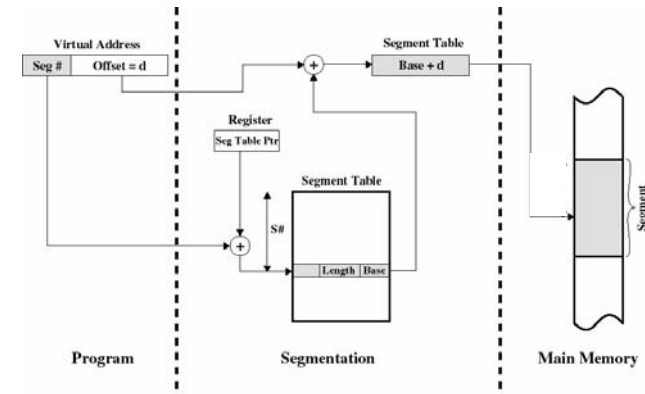 Virtual Address
Seg # Offset = d
Segment Table
Base + d
Register
Seg Table Ptr
Segment Table
S#
Length Base
Segment
Program
Segmentation
Main Memory
+
+